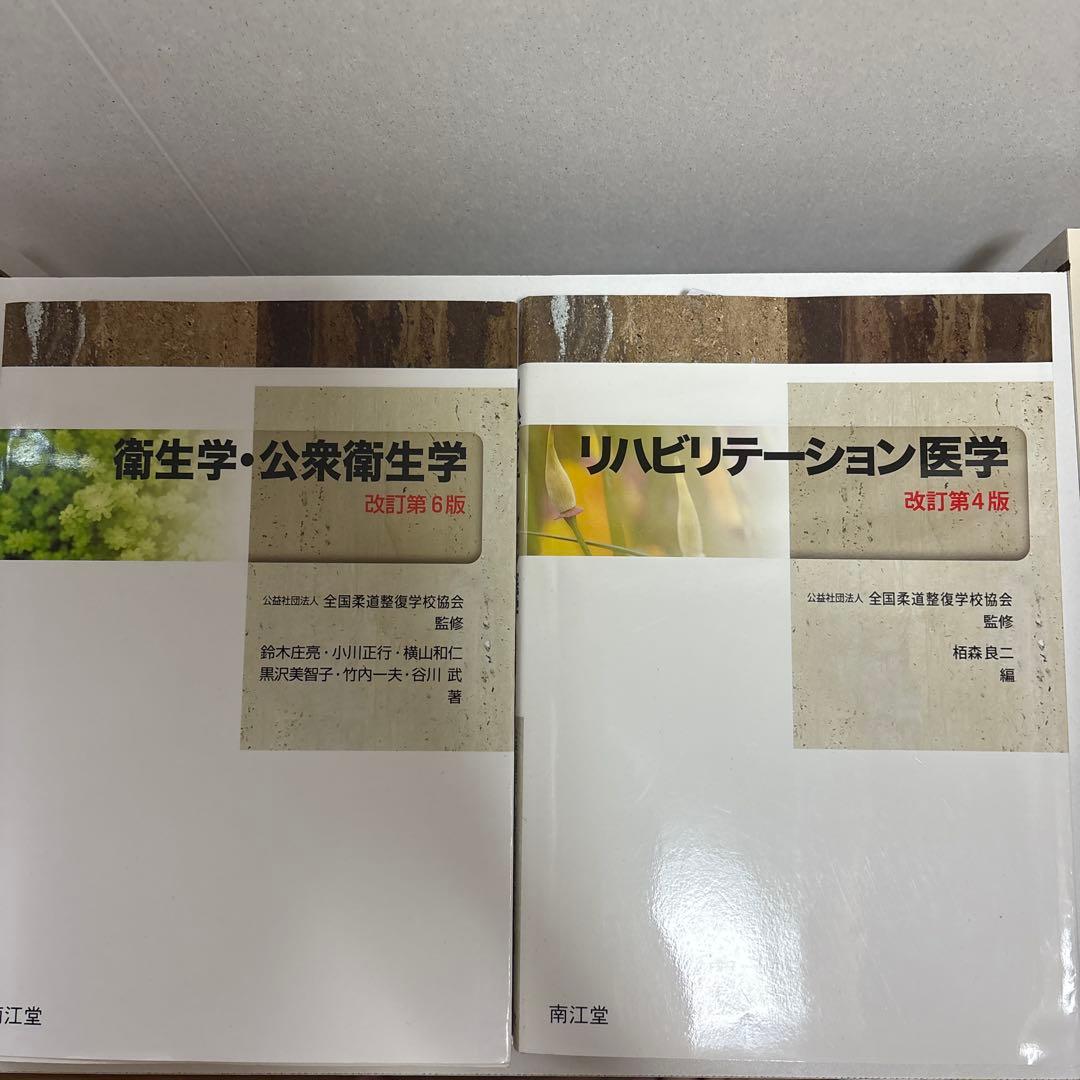 衛生学・公衆衛生学
改訂第6版
公益社団法人 全国柔道整復学校協会
監修
鈴木庄亮・小川正行・横山和仁
黒沢美智子・竹内一夫・谷川 武
著
南江堂
リハビリテーション医学
改訂第4版
公益社団法人 全国柔道整復学校協会
監修
栢森良二
編
南江堂